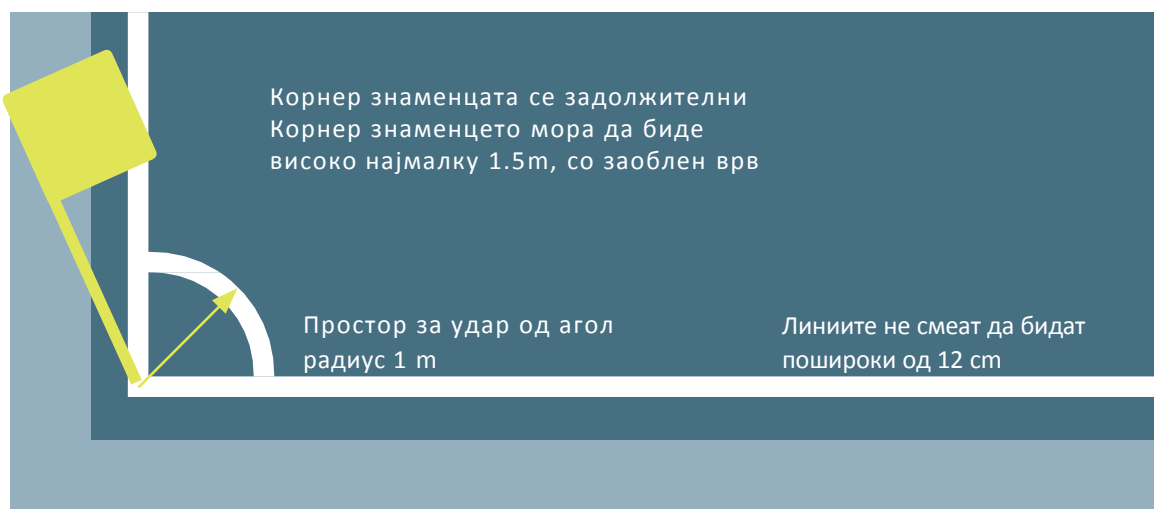 Корнер знаменцата се задолжителни
Корнер знаменцето мора да биде
високо најмалку 1.5m, со заоблен врв
Простор за удар од агол
радиус 1 m
Линиите не смеат да бидат
пошироки од 12 cm